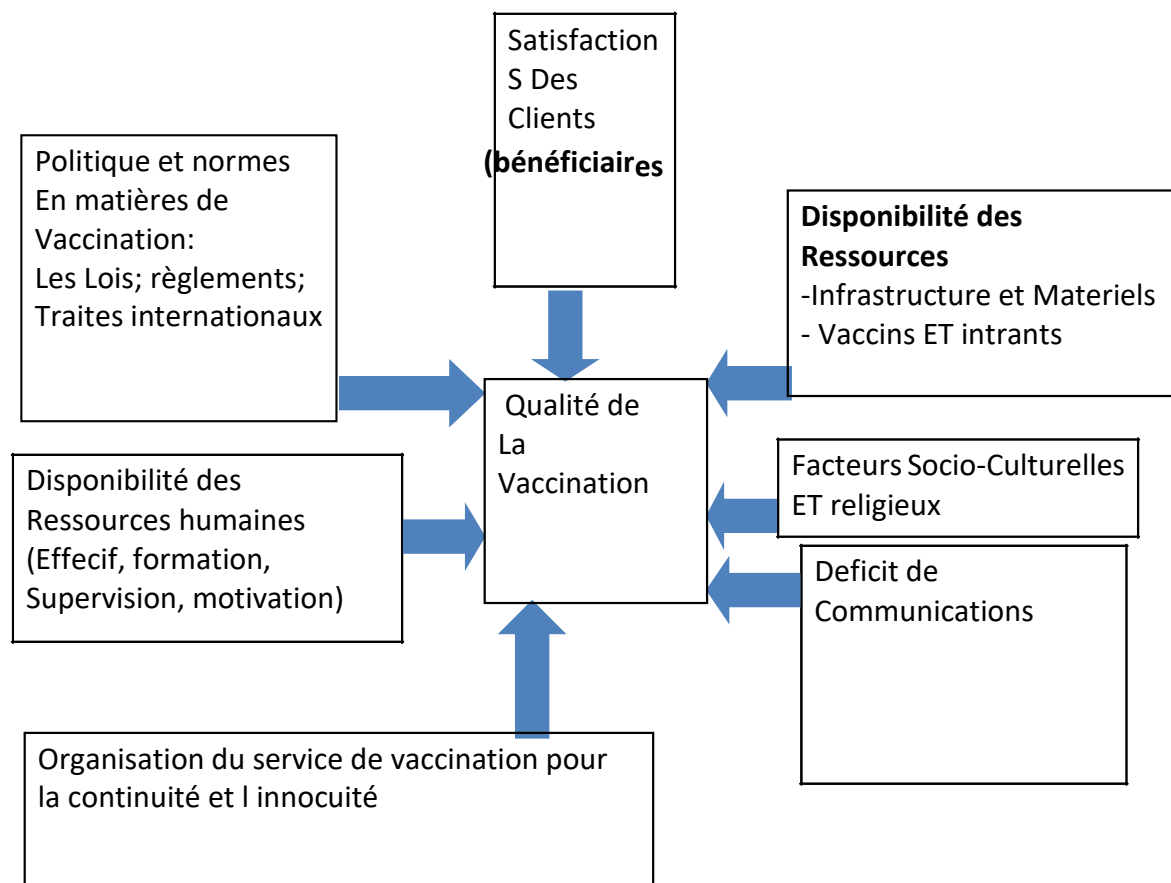 Satisfaction
S Des
Clients
(bénéficiaires
Politique et normes
En matières de
Vaccination:
Les Lois; règlements;
Traites internationaux
Disponibilité des
Ressources
-Infrastructure et Materiels
- Vaccins ET intrants
Qualité de
La
Vaccination
Disponibilité des
Ressources humaines
(Effecif, formation,
Supervision, motivation)
Facteurs Socio-Culturelles
ET religieux
Deficit de
Communications
Organisation du service de vaccination pour
la continuité et l innocuité